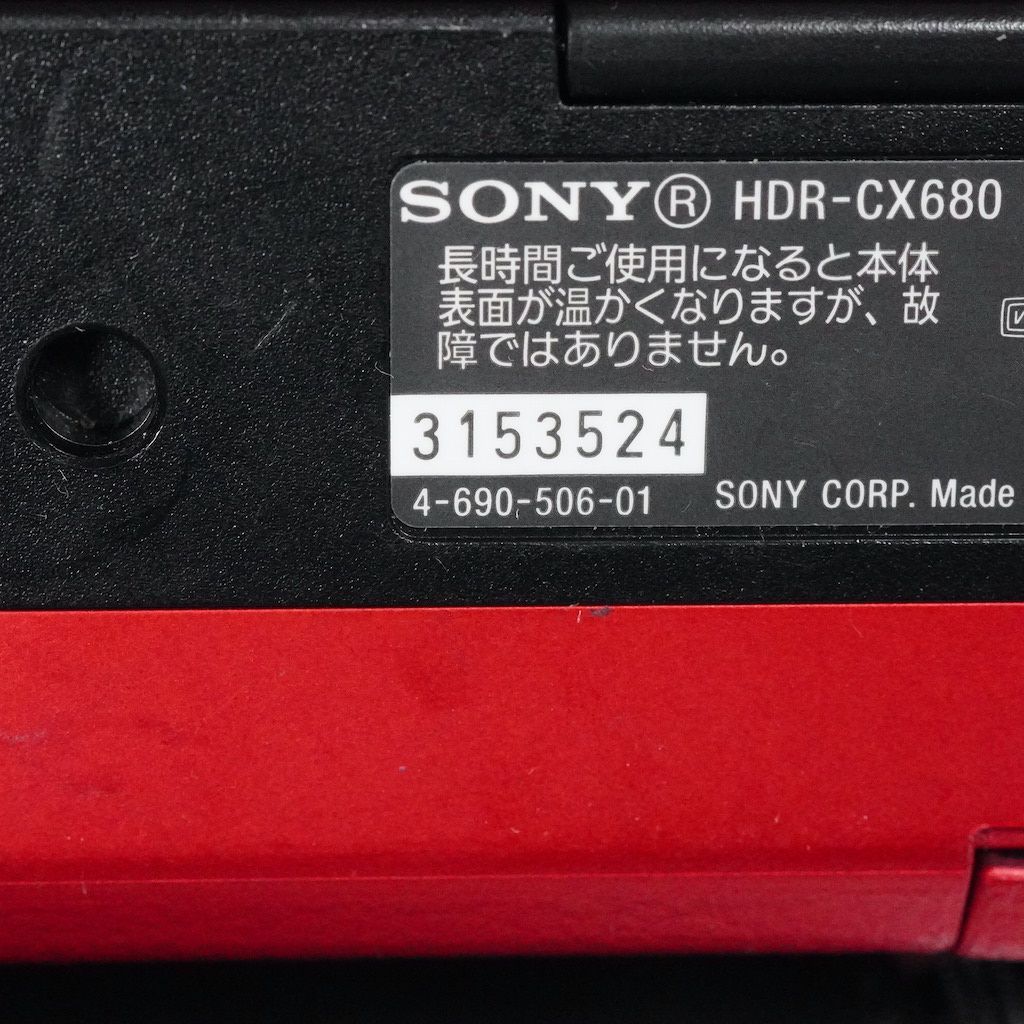 SONY® HDR-CX680
長時間ご使用になると本体
表面が温かくなりますが、故
障ではありません。
3153524
4-690-506-01
SONY CORP. Made